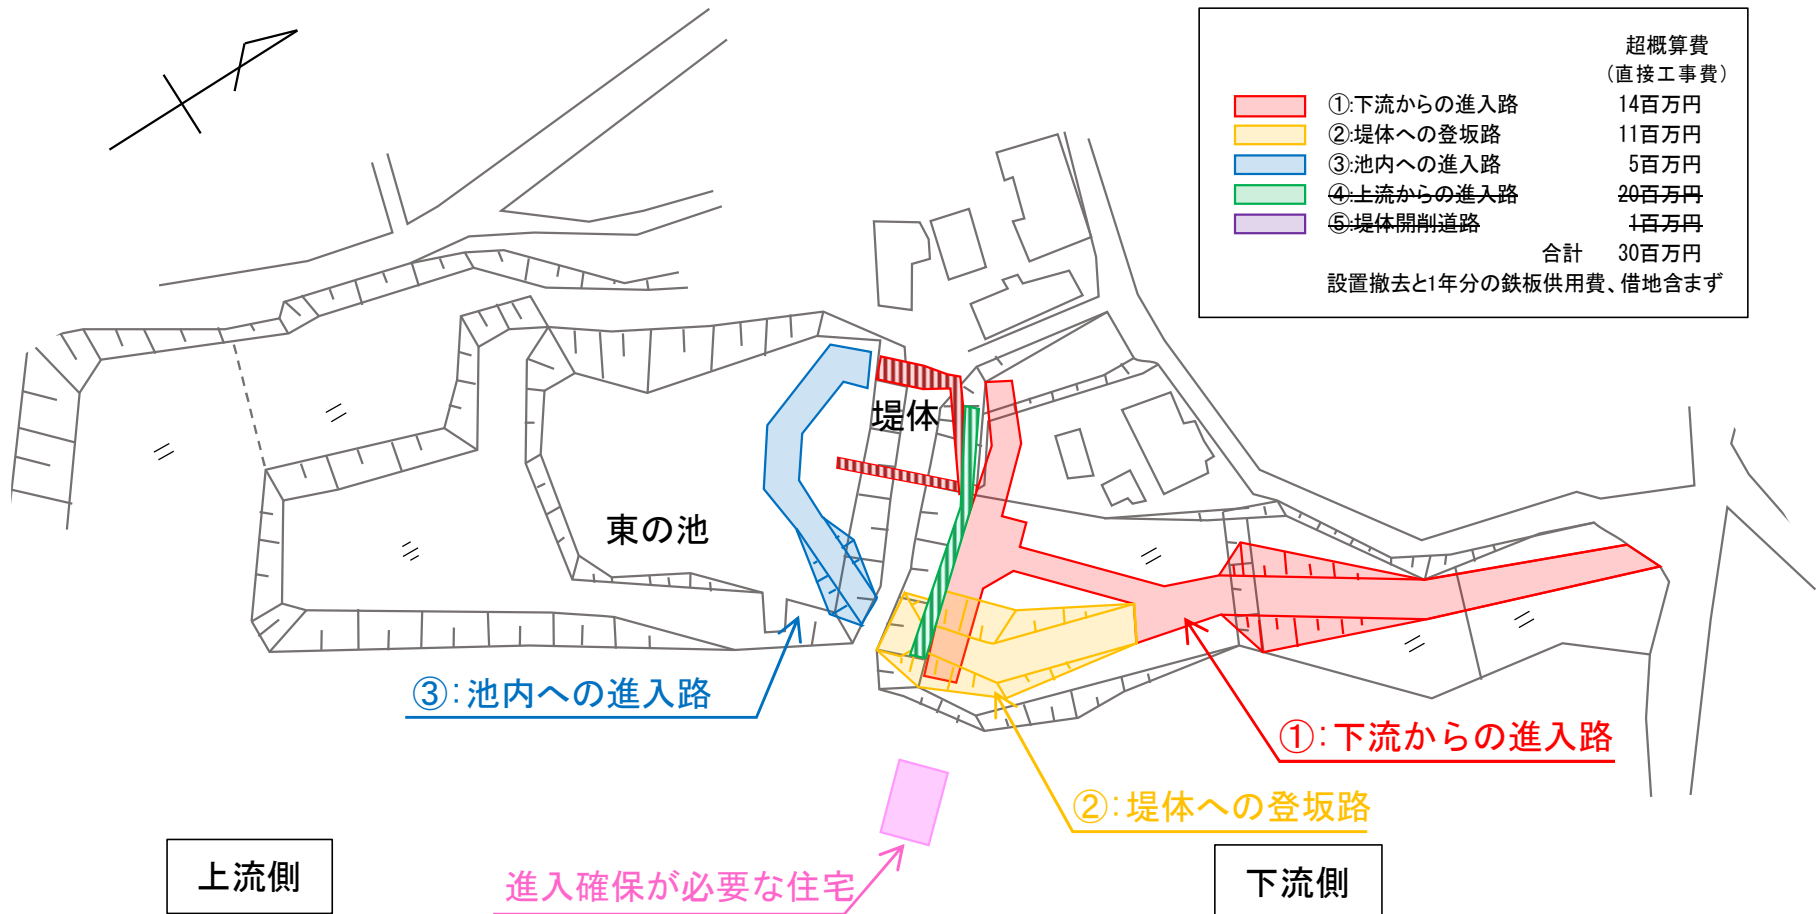 超概算費
（直接工事費）
①:下流からの進入路 14百万円
②:堤体への登坂路 11百万円
③:池内への進入路 5百万円
④:上流からの進入路 20百万円
⑤:堤体開削道路 1百万円
合計 30百万円
設置撤去と1年分の鉄板供用費、借地含まず
堤体
東の池
③:池内への進入路
①:下流からの進入路
②:堤体への登坂路
進入確保が必要な住宅
上流側
下流側